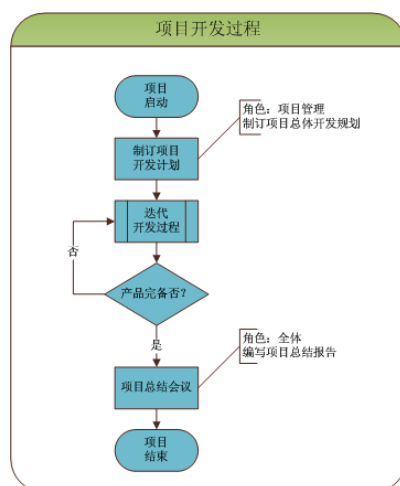 项目开发过程
项目
启动
角色：项目管理
制订项目总体开发规划
制订项目
开发计划
迭代
开发过程
否
产品完备否?
是
角色：全体
编写项目总结报告
项目总结会议
项目
结束